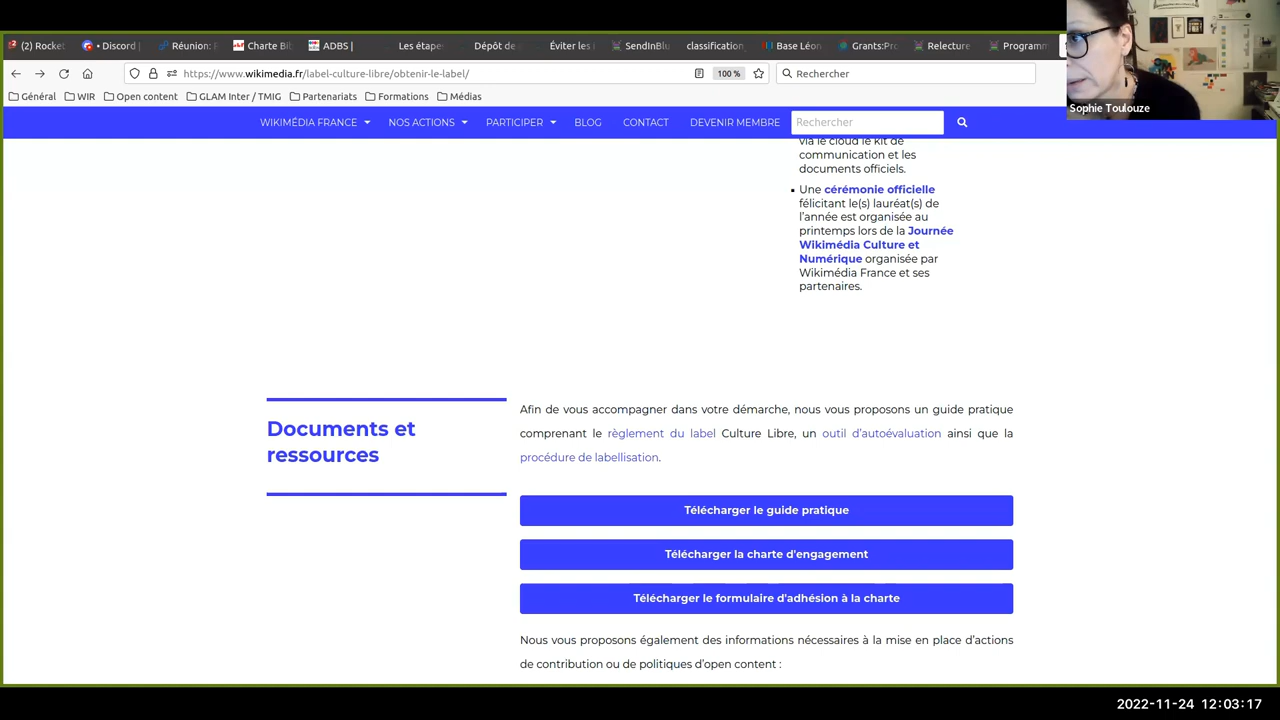 (2) Rocket
• Discord |
Réunion: F
Charte Bil
ADBS |
Les étape
Dépôt de
Éviter les
SendInBlu
classification
Base Léon
Grants:Pro
Relecture
Programm
https://www.wikimedia.fr/label-culture-libre/obtenir-le-label/
100 %
Rechercher
Général
WIR
Open content
GLAM Inter / TMIG
Partenariats
Formations
Médias
Sophie Toulouze
WIKIMÉDIA FRANCE
NOS ACTIONS
PARTICIPER
BLOG
CONTACT
DEVENIR MEMBRE
Rechercher
via le cloud le kit de
communication et les
documents officiels.
Une cérémonie officielle
félicitant le(s) lauréat(s) de
l’année est organisée au
printemps lors de la Journée
Wikimédia Culture et
Numérique organisée par
Wikimédia France et ses
partenaires.
Documents et
ressources
Afin de vous accompagner dans votre démarche, nous vous proposons un guide pratique
comprenant le règlement du label Culture Libre, un outil d’autoévaluation ainsi que la
procédure de labellisation.
Télécharger le guide pratique
Télécharger la charte d'engagement
Télécharger le formulaire d'adhésion à la charte
Nous vous proposons également des informations nécessaires à la mise en place d’actions
de contribution ou de politiques d’open content :
2022-11-24 12:03:17